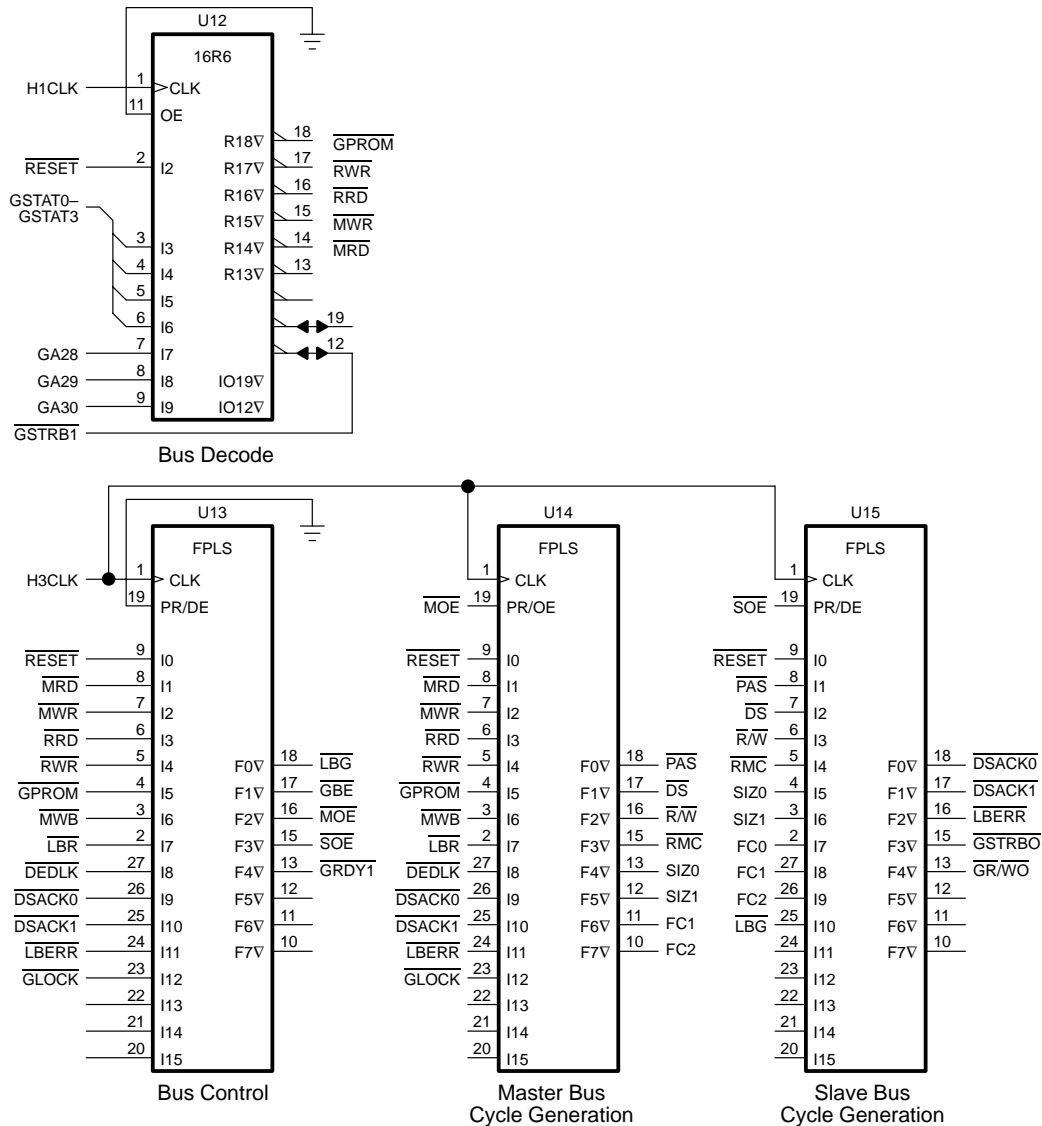 U12
16R6
H1CLK 1 CLK
11 OE
R18∇ 18 GPROM
RESET 2 I2 R17∇ 17 RWR
R16∇ 16 RRD
GSTAT0–
GSTAT3
R15∇ 15 MWR
3 I3 R14∇ 14 MRD
4 I4 R13∇ 13
5 I5
6 I6 19
GA28 7 I7 12
GA29 8 I8 IO19∇
GA30 9 I9 IO12∇
GSTRB1
Bus Decode
U13
FPLS
H3CLK 1 CLK
19 PR/DE
RESET 9 I0
MRD 8 I1
MWR 7 I2
RRD 6 I3
RWR 5 I4 F0∇ 18 LBG
GPROM 4 I5 F1∇ 17 GBE
MWB 3 I6 F2∇ 16 MOE
LBR 2 I7 F3∇ 15 SOE
DEDLK 27 I8 F4∇ 13 GRDY1
DSACK0 26 I9 F5∇ 12
DSACK1 25 I10 F6∇ 11
LBERR 24 I11 F7∇ 10
GLOCK 23 I12
22 I13
21 I14
20 I15
Bus Control
U14
FPLS
1 CLK
MOE 19 PR/OE
RESET 9 I0
MRD 8 I1
MWR 7 I2
RRD 6 I3
RWR 5 I4 F0∇ 18 PAS
GPROM 4 I5 F1∇ 17 DS
MWB 3 I6 F2∇ 16 R/W
LBR 2 I7 F3∇ 15 RMC
DEDLK 27 I8 F4∇ 13 SIZ0
DSACK0 26 I9 F5∇ 12 SIZ1
DSACK1 25 I10 F6∇ 11 FC1
LBERR 24 I11 F7∇ 10 FC2
GLOCK 23 I12
22 I13
21 I14
20 I15
Master Bus
Cycle Generation
U15
FPLS
1 CLK
SOE 19 PR/DE
RESET 9 I0
PAS 8 I1
DS 7 I2
R/W 6 I3
RMC 5 I4 F0∇ 18 DSACK0
SIZ0 4 I5 F1∇ 17 DSACK1
SIZ1 3 I6 F2∇ 16 LBERR
FC0 2 I7 F3∇ 15 GSTRBO
FC1 27 I8 F4∇ 13 GR/WO
FC2 26 I9 F5∇ 12
LBG 25 I10 F6∇ 11
24 I11 F7∇ 10
23 I12
22 I13
21 I14
20 I15
Slave Bus
Cycle Generation